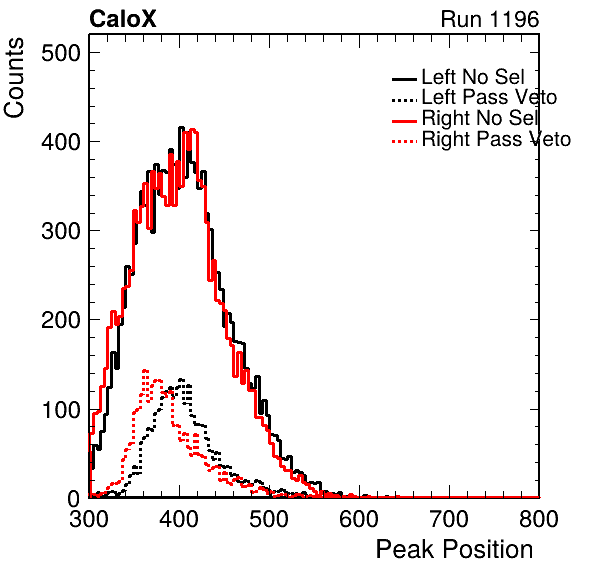 CaloX Run 1196
Counts
500
400
300
200
100
0
Left No Sel
Left Pass Veto
Right No Sel
Right Pass Veto
300 400 500 600 700 800
Peak Position